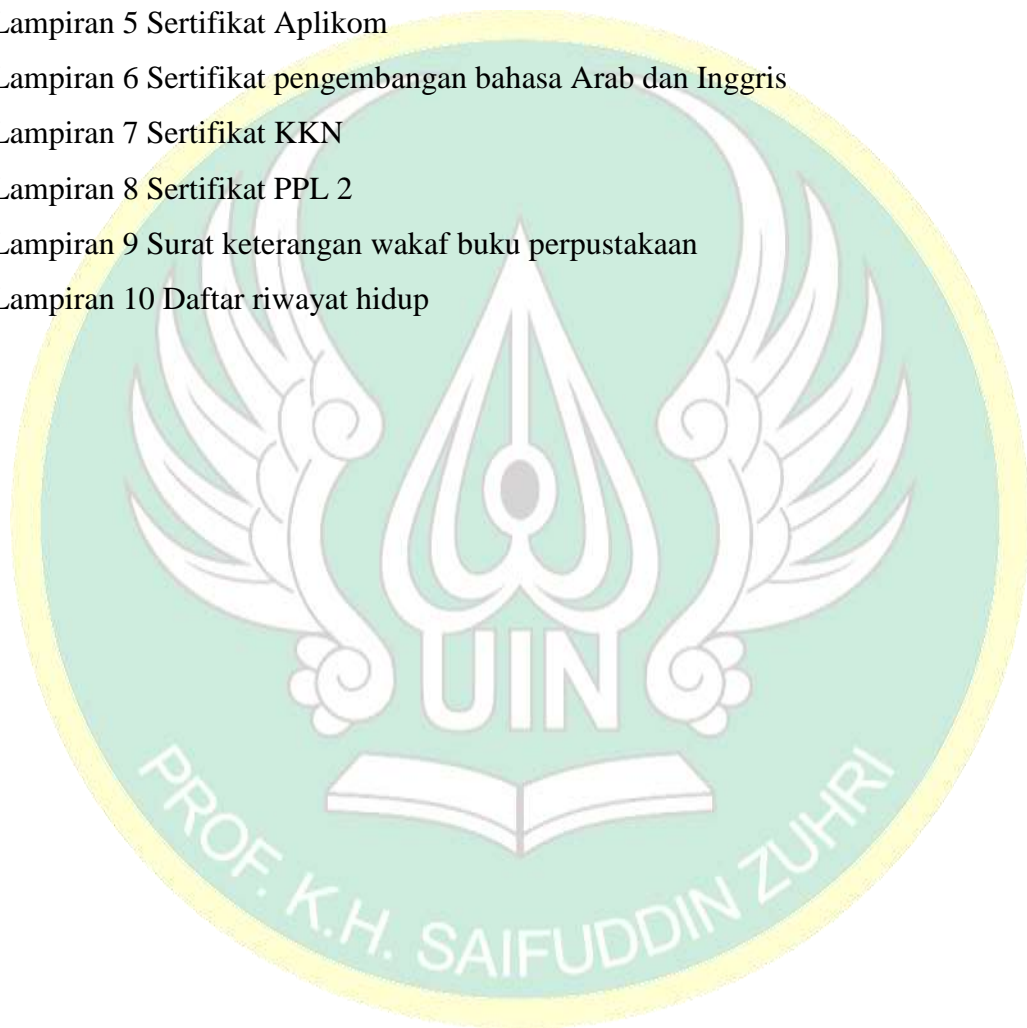 Lampiran 5 Sertifikat Aplikom
Lampiran 6 Sertifikat pengembangan bahasa Arab dan Inggris
Lampiran 7 Sertifikat KKN
Lampiran 8 Sertifikat PPL 2
Lampiran 9 Surat keterangan wakaf buku perpustakaan
Lampiran 10 Daftar riwayat hidup
UIN
PROF. K.H. SAIFUDDIN ZUHRI